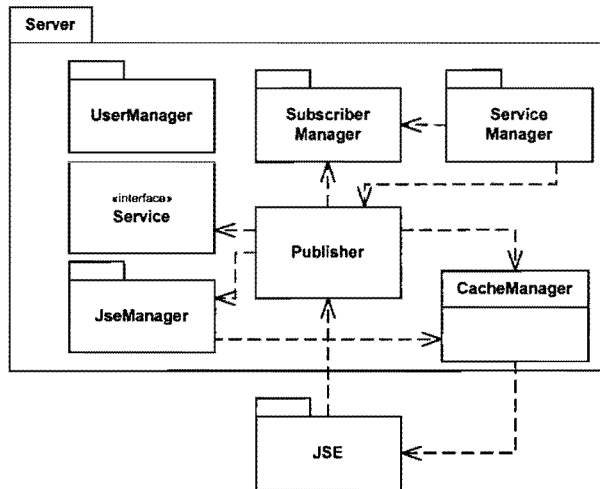 Server
UserManager
Subscriber
Manager
Service
Manager
«interface»
Service
Publisher
JseManager
CacheManager
JSE